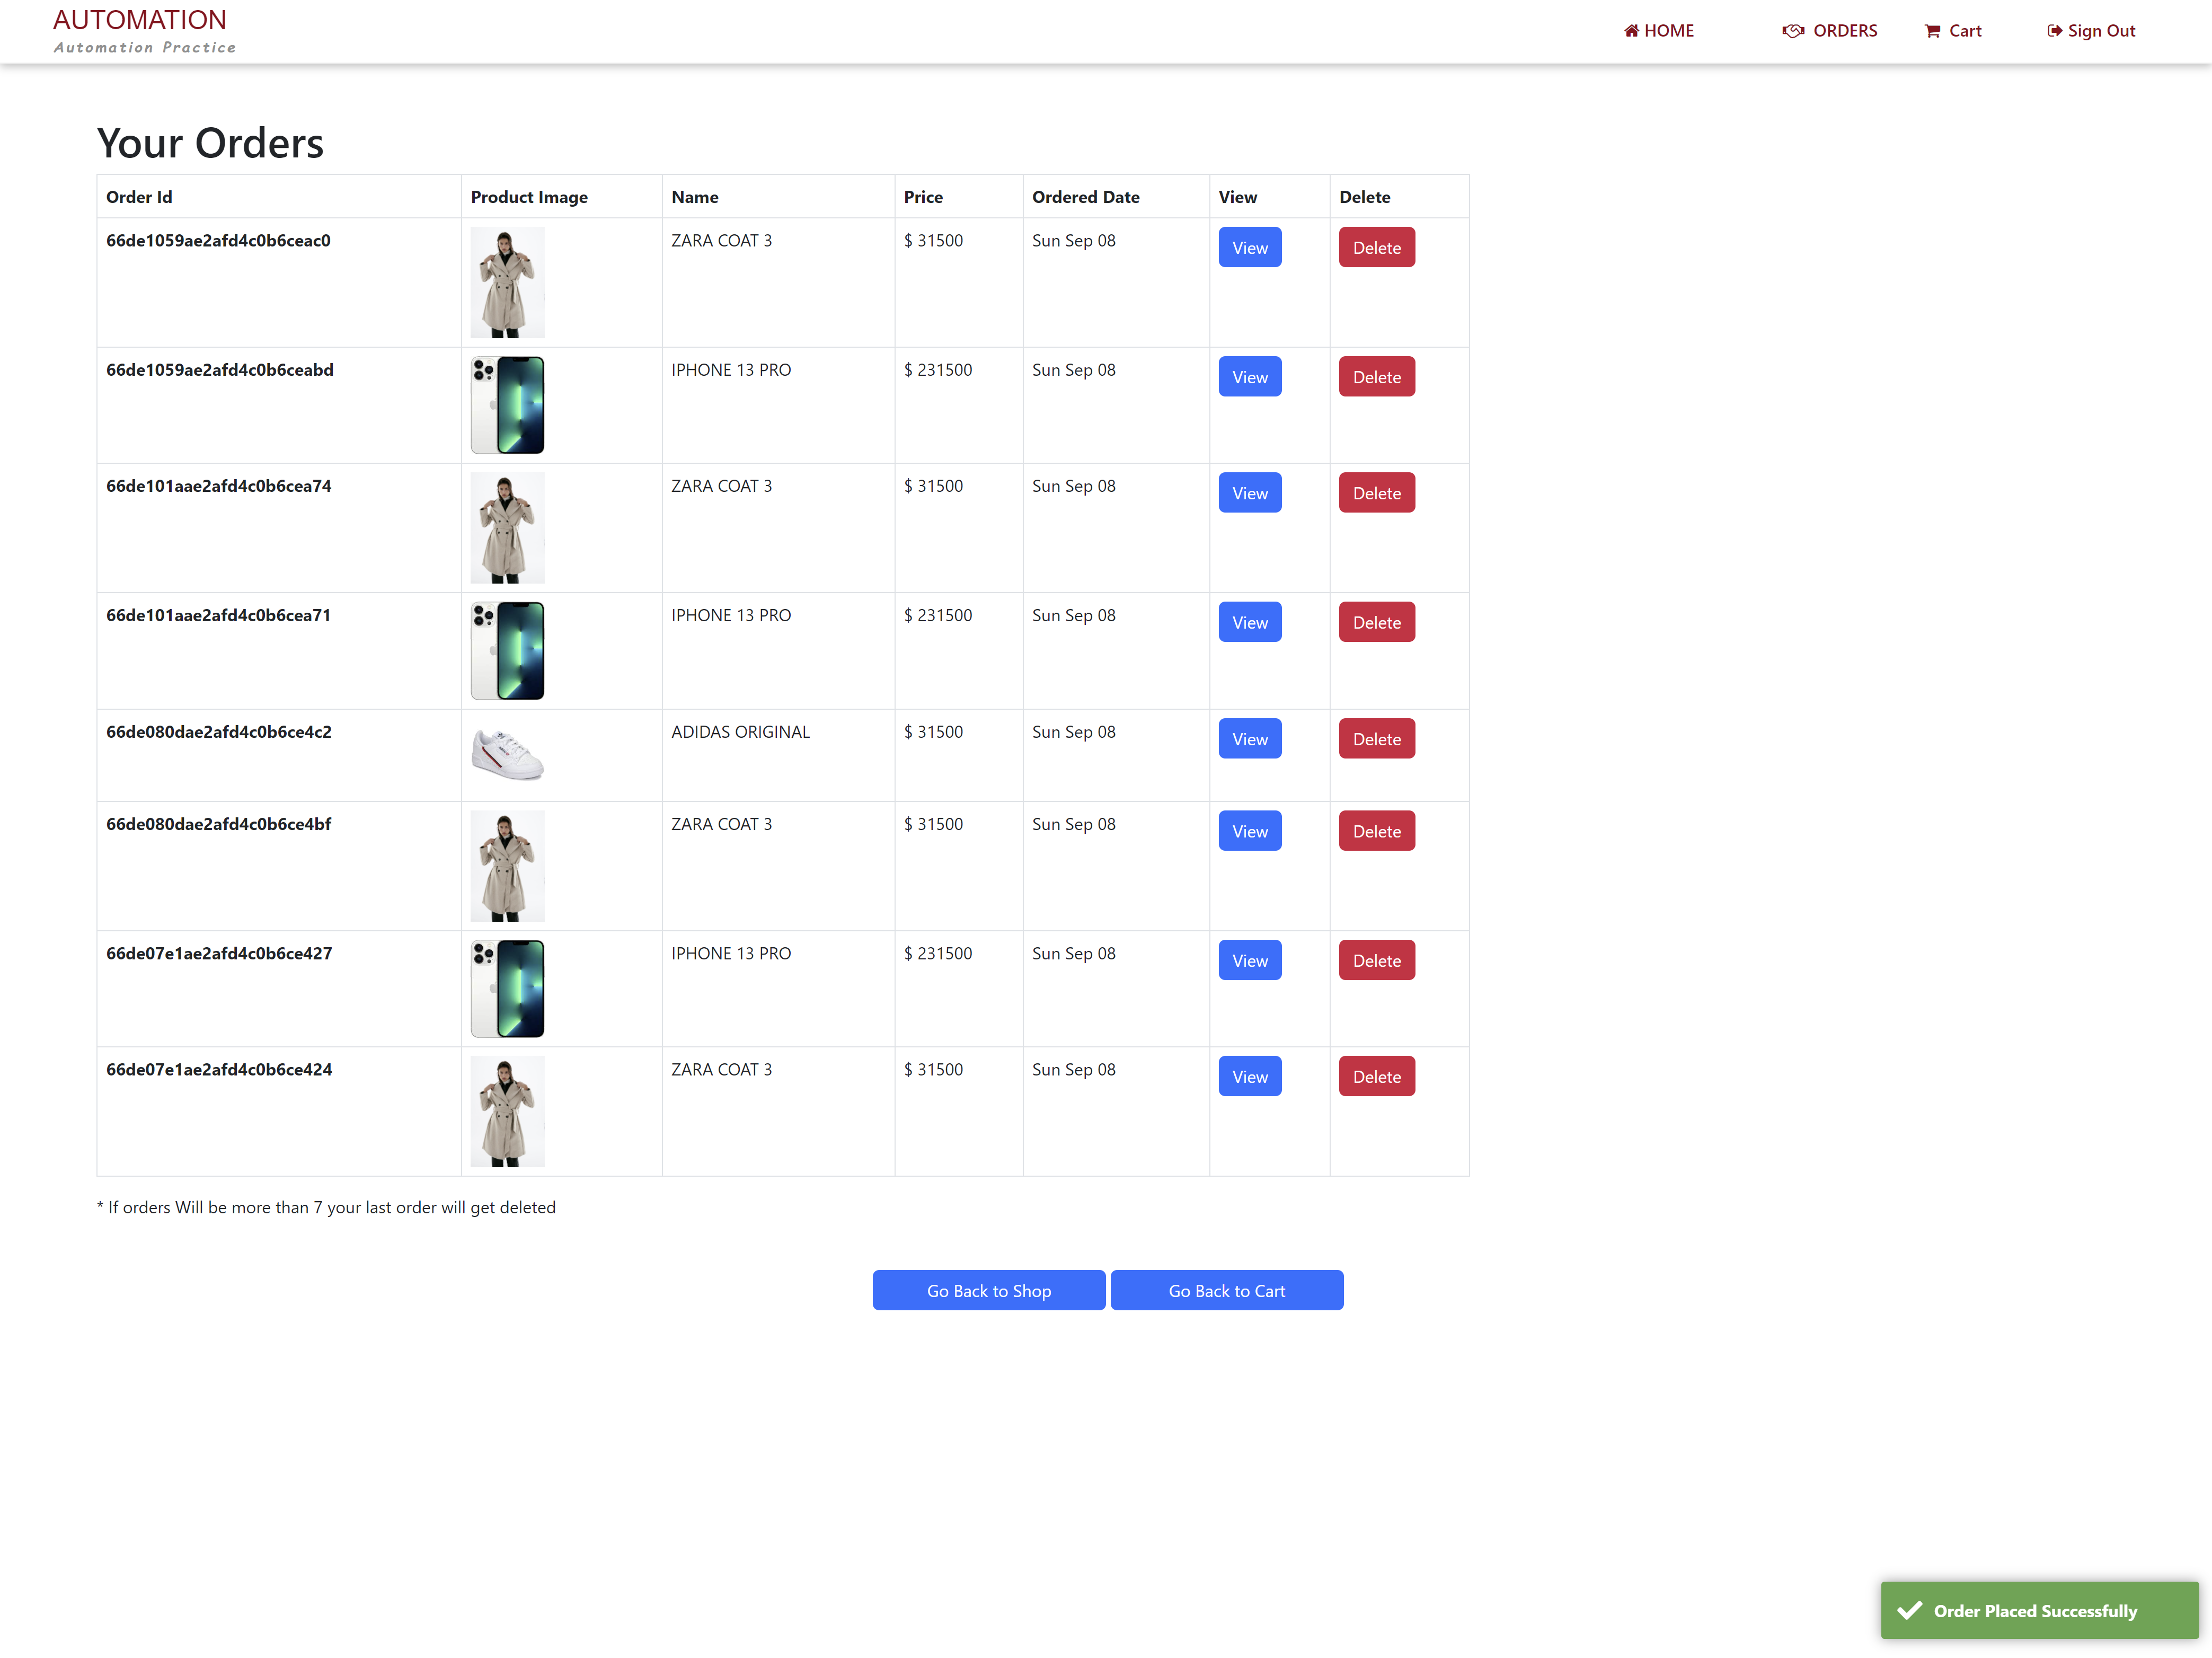 AUTOMATION
Automation Practice
HOME
ORDERS
Cart
Sign Out
Your Orders
Order Id Product Image Name Price Ordered Date View Delete
66de1059ae2afd4c0b6ceac0 ZARA COAT 3 $ 31500 Sun Sep 08 View Delete
66de1059ae2afd4c0b6ceabd IPHONE 13 PRO $ 231500 Sun Sep 08 View Delete
66de101aae2afd4c0b6cea74 ZARA COAT 3 $ 31500 Sun Sep 08 View Delete
66de101aae2afd4c0b6cea71 IPHONE 13 PRO $ 231500 Sun Sep 08 View Delete
66de080dae2afd4c0b6ce4c2 ADIDAS ORIGINAL $ 31500 Sun Sep 08 View Delete
66de080dae2afd4c0b6ce4bf ZARA COAT 3 $ 31500 Sun Sep 08 View Delete
66de07e1ae2afd4c0b6ce427 IPHONE 13 PRO $ 231500 Sun Sep 08 View Delete
66de07e1ae2afd4c0b6ce424 ZARA COAT 3 $ 31500 Sun Sep 08 View Delete
* If orders Will be more than 7 your last order will get deleted
Go Back to Shop
Go Back to Cart
Order Placed Successfully